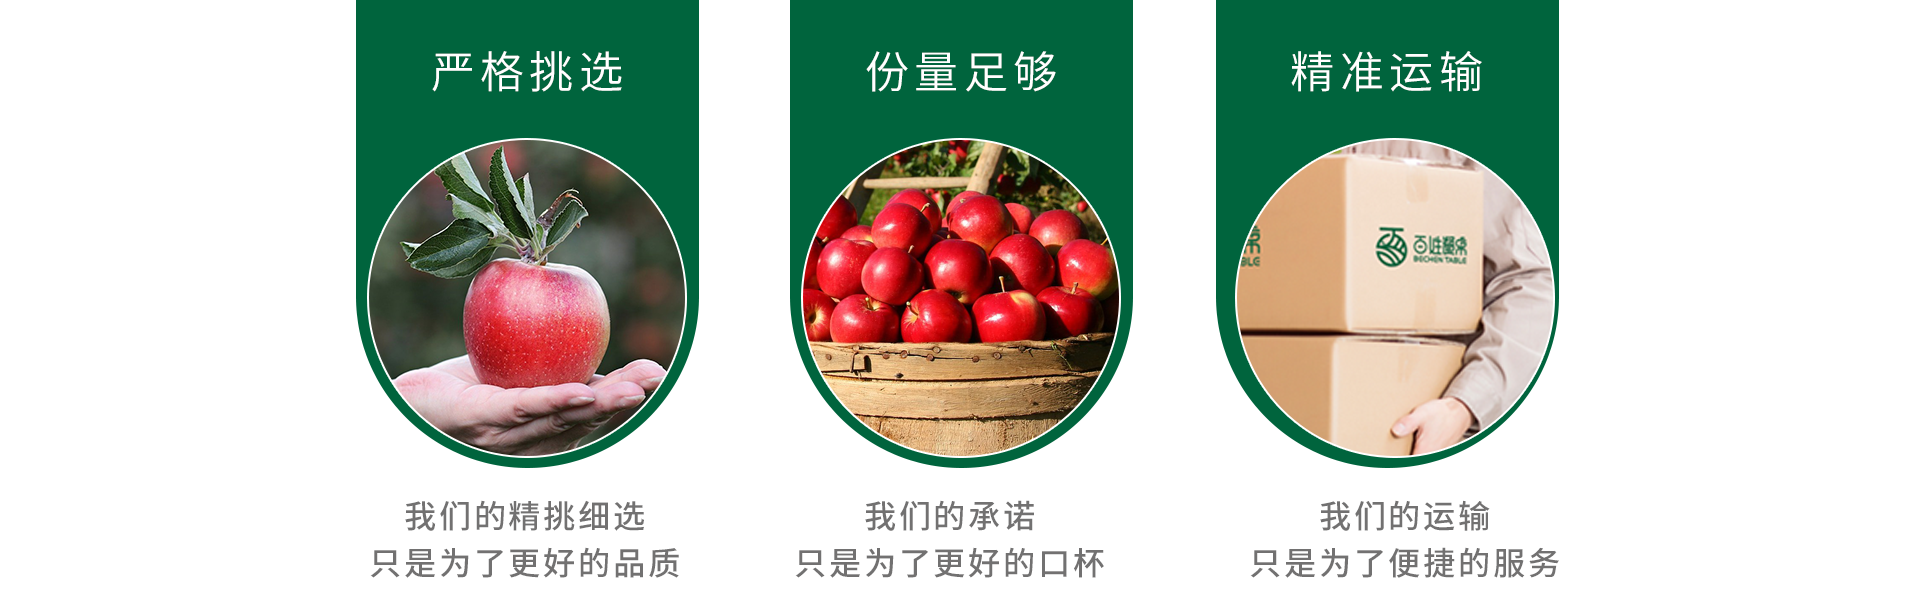 严格挑选
我们的精挑细选
只是为了更好的品质
份量足够
我们的承诺
只是为了更好的口杯
精准运输
百姓餐桌
BECHEN TABLE
BLE
我们的运输
只是为了便捷的服务